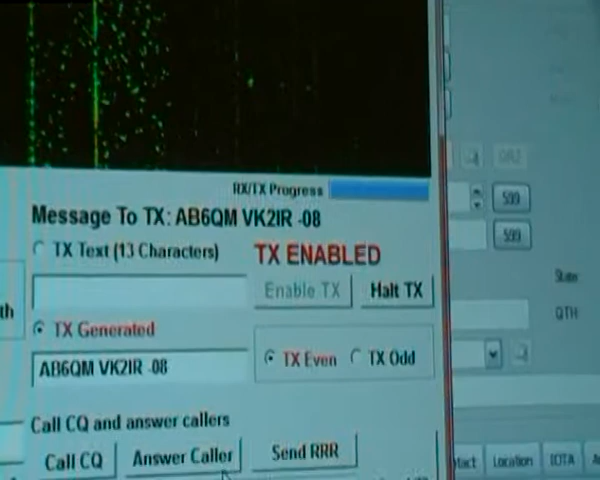 QRZ
RX/TX Progress
599
Message To TX: AB6QM VK2IR -08
TX Text (13 Characters)
TX ENABLED
599
Enable TX
Halt TX
State
QTH
th
TX Generated
TX Even
TX Odd
AB6QM VK2IR -08
Call CQ and answer callers
Call CQ
Answer Caller
Send RRR
Location
IOTA